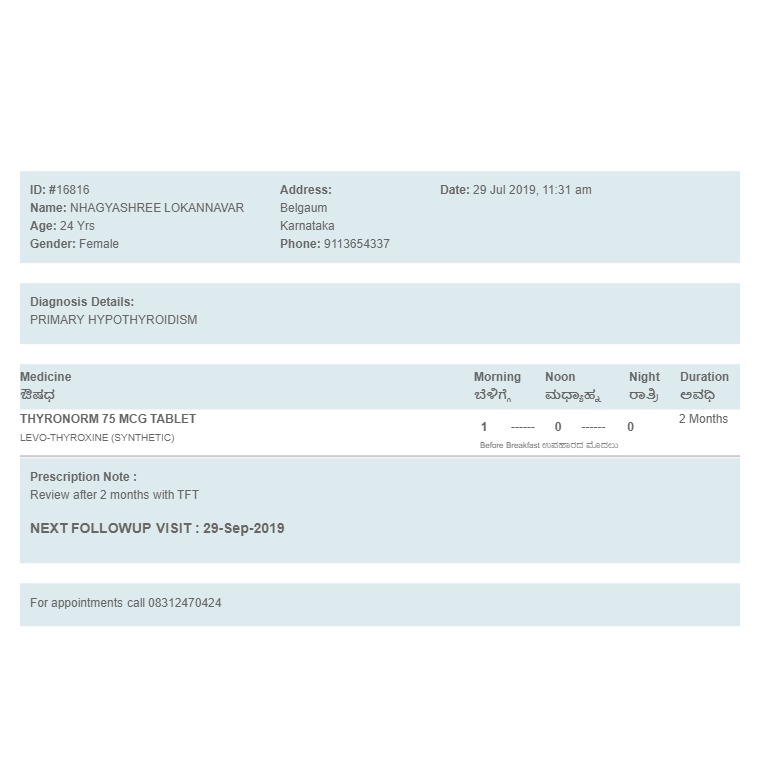 ID: #16816
Name: NHAGYASHREE LOKANNAVAR
Age: 24 Yrs
Gender: Female
Address:
Belgaum
Karnataka
Phone: 9113654337
Date: 29 Jul 2019, 11:31 am
Diagnosis Details:
PRIMARY HYPOTHYROIDISM
Medicine Morning Noon Night Duration
ಔಷಧ ಬೆಳಿಗ್ಗೆ ಮಧ್ಯಾಹ್ನ ರಾತ್ರಿ ಅವಧಿ
THYRONORM 75 MCG TABLET 2 Months
LEVO-THYROXINE (SYNTHETIC) 1 ------ 0 ------ 0
Before Breakfast ಉಪಹಾರದ ಮೊದಲು
Prescription Note :
Review after 2 months with TFT
NEXT FOLLOWUP VISIT : 29-Sep-2019
For appointments call 08312470424